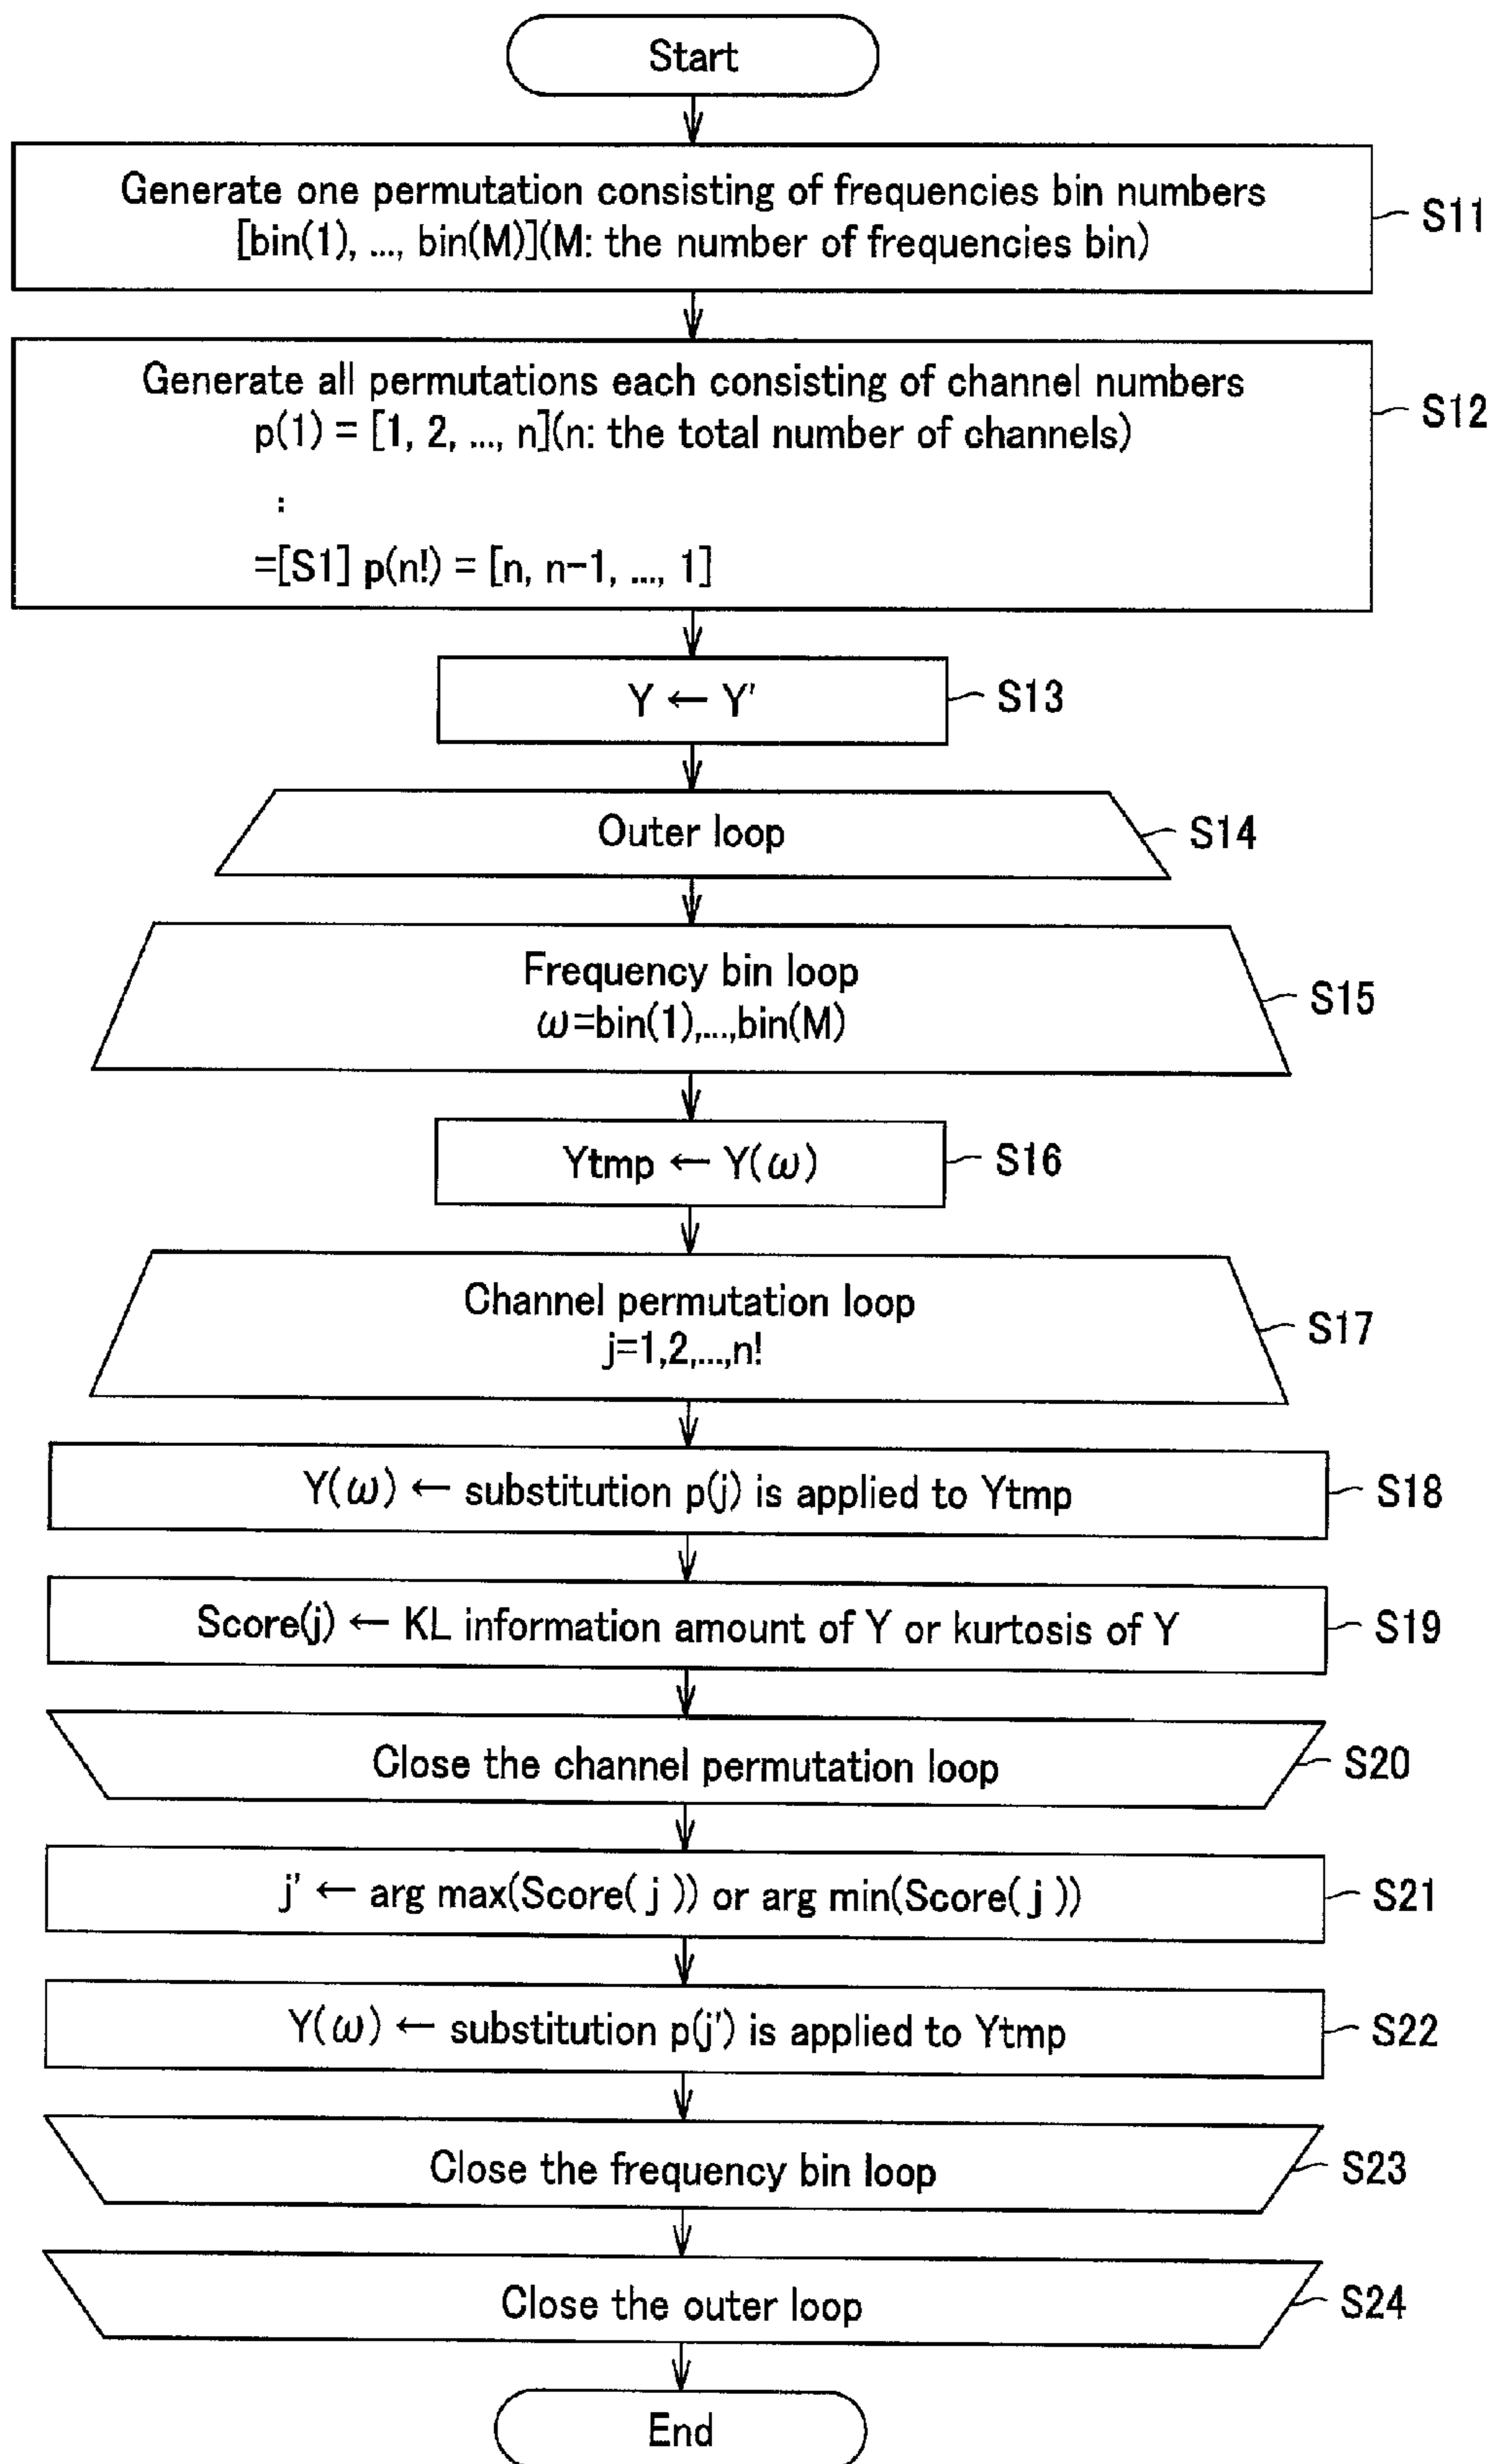 Start
Generate one permutation consisting of frequencies bin numbers
[bin(1), ..., bin(M)](M: the number of frequencies bin)
S11
Generate all permutations each consisting of channel numbers
p(1) = [1, 2, ..., n](n: the total number of channels)
:
=[S1] p(n!) = [n, n-1, ..., 1]
S12
Y ← Y'
S13
Outer loop
S14
Frequency bin loop
ω=bin(1),...,bin(M)
S15
Ytmp ← Y(ω)
S16
Channel permutation loop
j=1,2,...,n!
S17
Y(ω) ← substitution p(j) is applied to Ytmp
S18
Score(j) ← KL information amount of Y or kurtosis of Y
S19
Close the channel permutation loop
S20
j' ← arg max(Score( j )) or arg min(Score( j ))
S21
Y(ω) ← substitution p(j') is applied to Ytmp
S22
Close the frequency bin loop
S23
Close the outer loop
S24
End